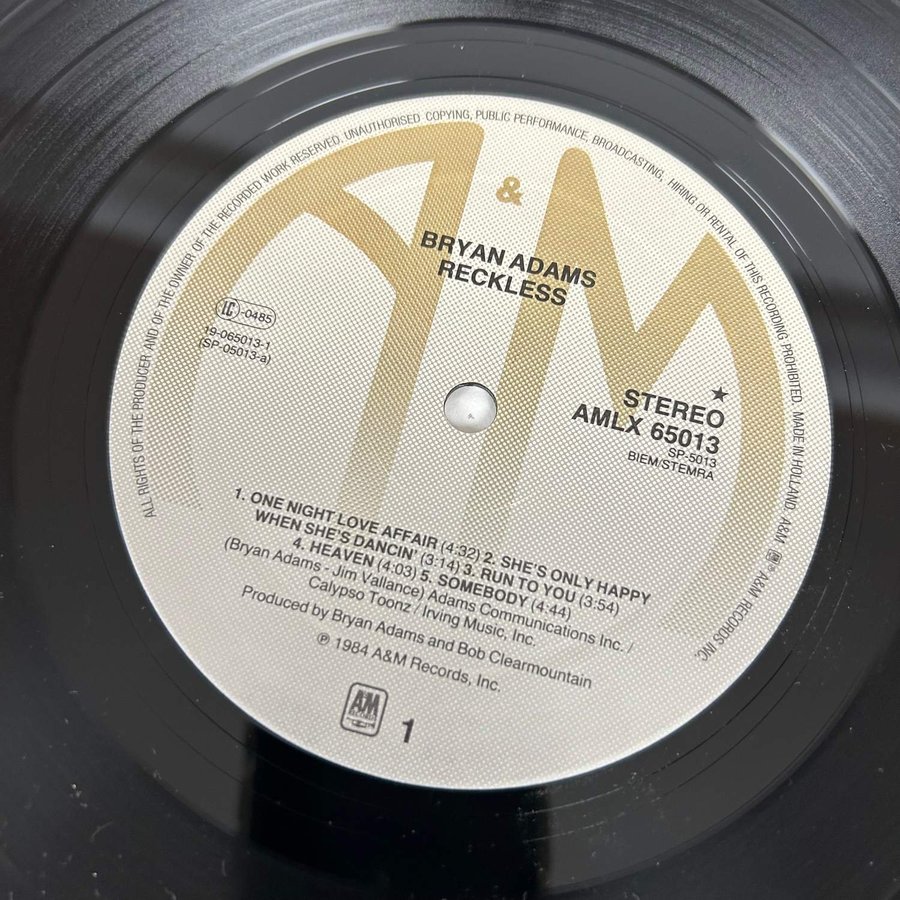 ALL RIGHTS OF THE PRODUCER AND OF THE OWNER OF THE RECORDED WORK RESERVED. UNAUTHORISED COPYING, PUBLIC PERFORMANCE, BROADCASTING, HIRING OR RENTAL OF THIS RECORDING PROHIBITED. MADE IN HOLLAND. A&M ® A&M RECORDS INC.
A & M
BRYAN ADAMS
RECKLESS
LC -0485
19-065013-1
(SP-05013-a)
★
STEREO
AMLX 65013
SP-5013
BIEM/STEMRA
1. ONE NIGHT LOVE AFFAIR (4:32) 2. SHE'S ONLY HAPPY
WHEN SHE'S DANCIN' (3:14) 3. RUN TO YOU (3:54)
4. HEAVEN (4:03) 5. SOMEBODY (4:44)
(Bryan Adams - Jim Vallance) Adams Communications Inc. /
Calypso Toonz / Irving Music, Inc.
Produced by Bryan Adams and Bob Clearmountain
℗ 1984 A&M Records, Inc.
A&M
RECORDS
1